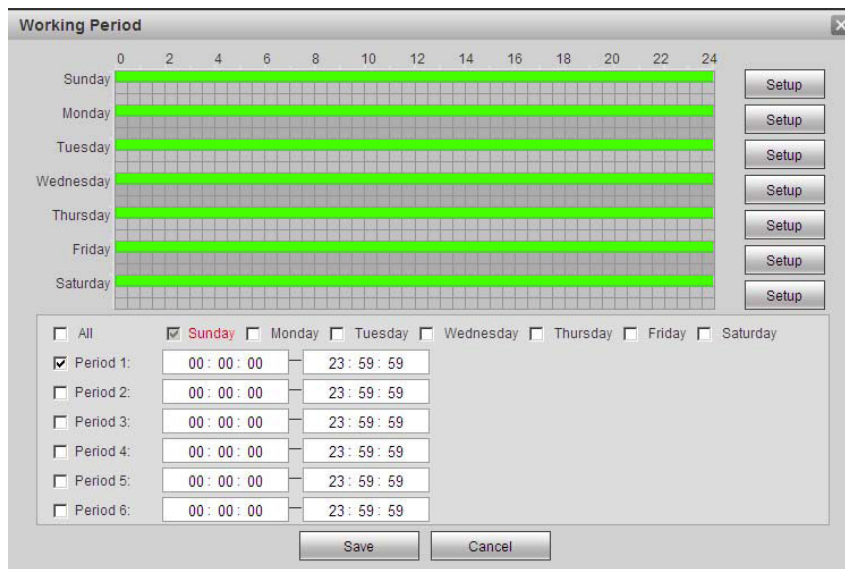 Working Period
0 2 4 6 8 10 12 14 16 18 20 22 24
Sunday Setup
Monday Setup
Tuesday Setup
Wednesday Setup
Thursday Setup
Friday Setup
Saturday Setup
All Sunday Monday Tuesday Wednesday Thursday Friday Saturday
Period 1: 00 : 00 : 00 — 23 : 59 : 59
Period 2: 00 : 00 : 00 — 23 : 59 : 59
Period 3: 00 : 00 : 00 — 23 : 59 : 59
Period 4: 00 : 00 : 00 — 23 : 59 : 59
Period 5: 00 : 00 : 00 — 23 : 59 : 59
Period 6: 00 : 00 : 00 — 23 : 59 : 59
Save Cancel